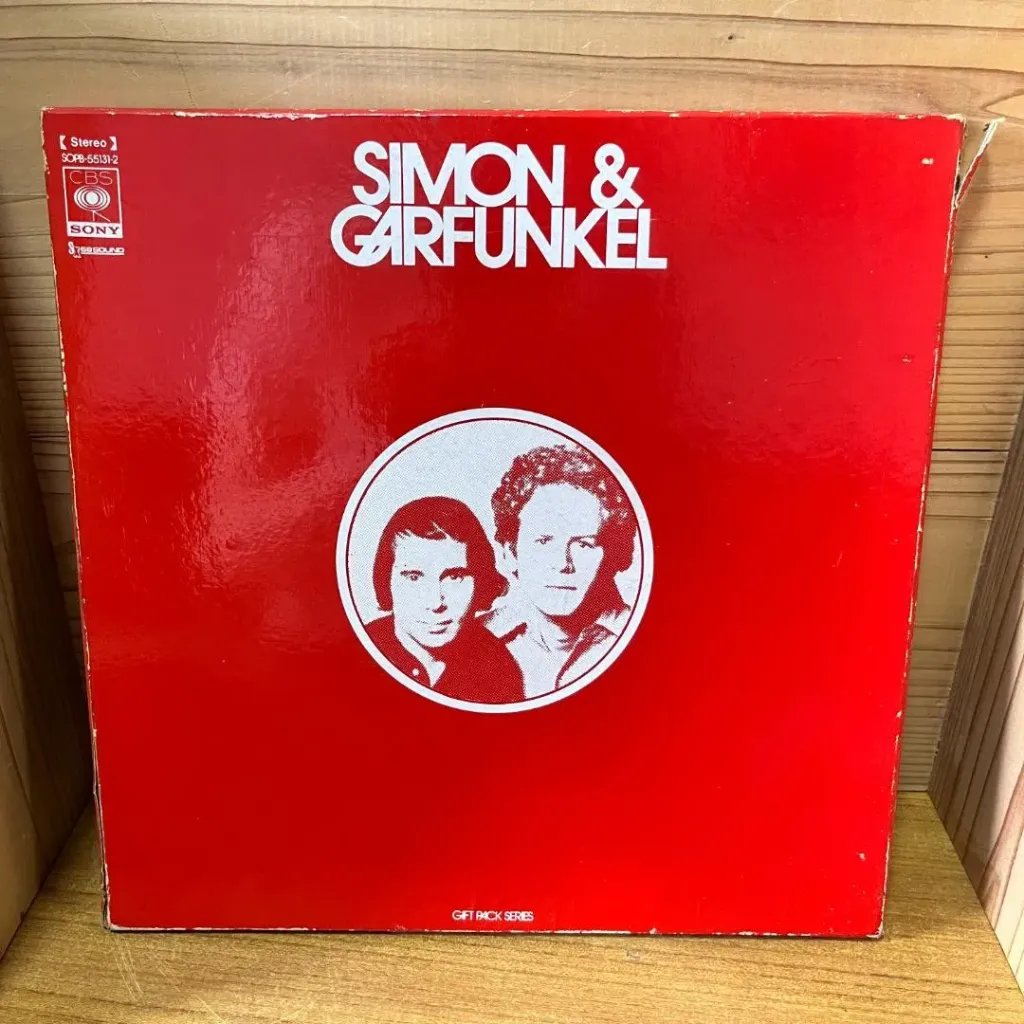 【 Stereo 】
SOPB-55131-2
CBS
SONY
SIMON &
GARFUNKEL
GIFT PACK SERIES